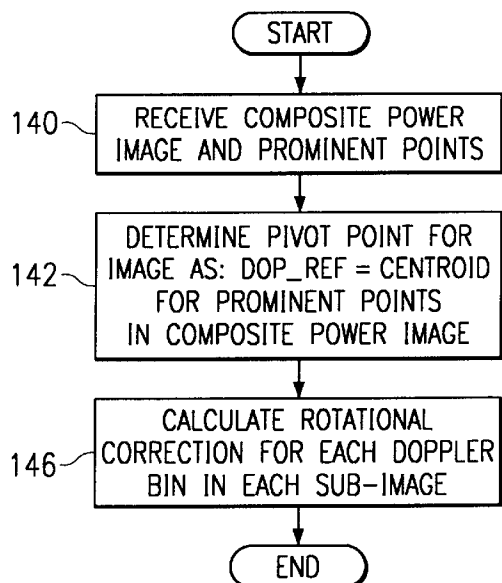 START
140
RECEIVE COMPOSITE POWER
IMAGE AND PROMINENT POINTS
142
DETERMINE PIVOT POINT FOR
IMAGE AS: DOP_REF = CENTROID
FOR PROMINENT POINTS
IN COMPOSITE POWER IMAGE
146
CALCULATE ROTATIONAL
CORRECTION FOR EACH DOPPLER
BIN IN EACH SUB-IMAGE
END